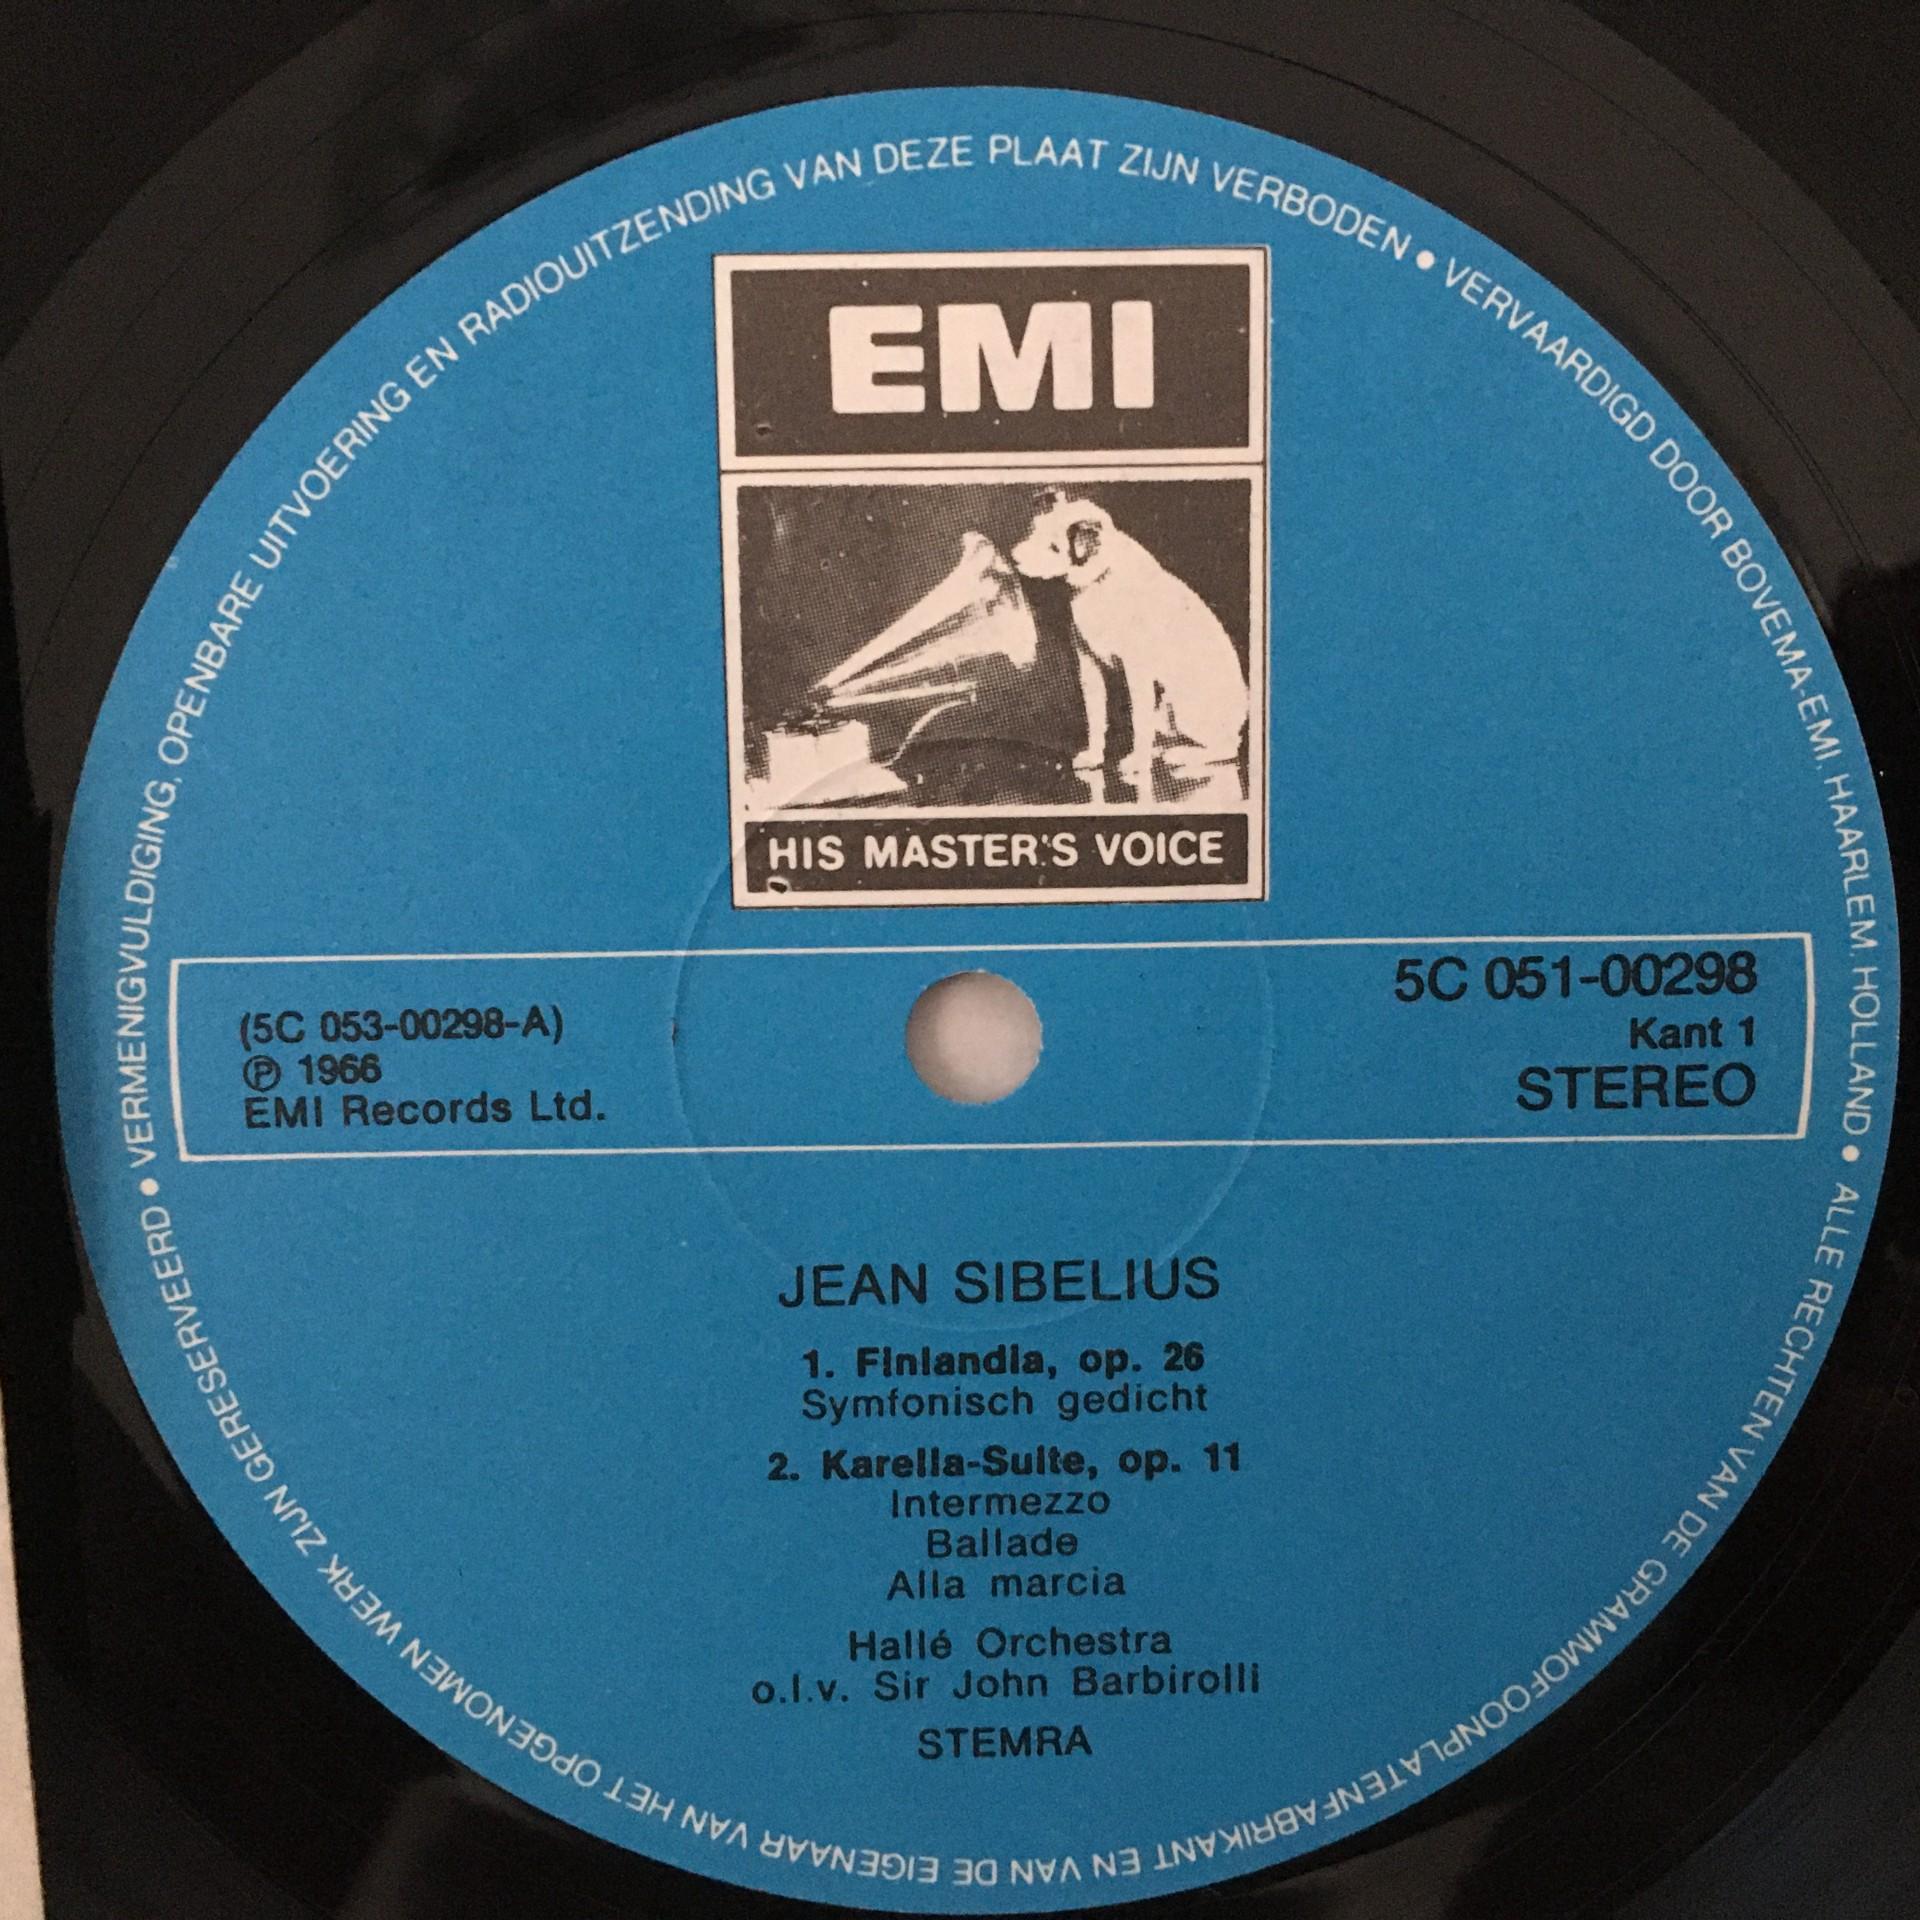 VERMENIGVULDIGING, OPENBARE UITVOERING EN RADIOUITZENDING VAN DEZE PLAAT ZIJN VERBODEN • VERVAARDIGD DOOR BOVEMA-EMI, HAARLEM, HOLLAND • ALLE RECHTEN VAN DE GRAMMOFOONPLATENFABRIKANT EN VAN DE EIGENAAR VAN HET OPGENOMEN WERK ZIJN GERESERVEERD •
EMI
HIS MASTER'S VOICE
(5C 053-00298-A)
℗ 1966
EMI Records Ltd.
5C 051-00298
Kant 1
STEREO
JEAN SIBELIUS
1. Finlandia, op. 26
Symfonisch gedicht
2. Karelia-Suite, op. 11
Intermezzo
Ballade
Alla marcia
Hallé Orchestra
o.l.v. Sir John Barbirolli
STEMRA